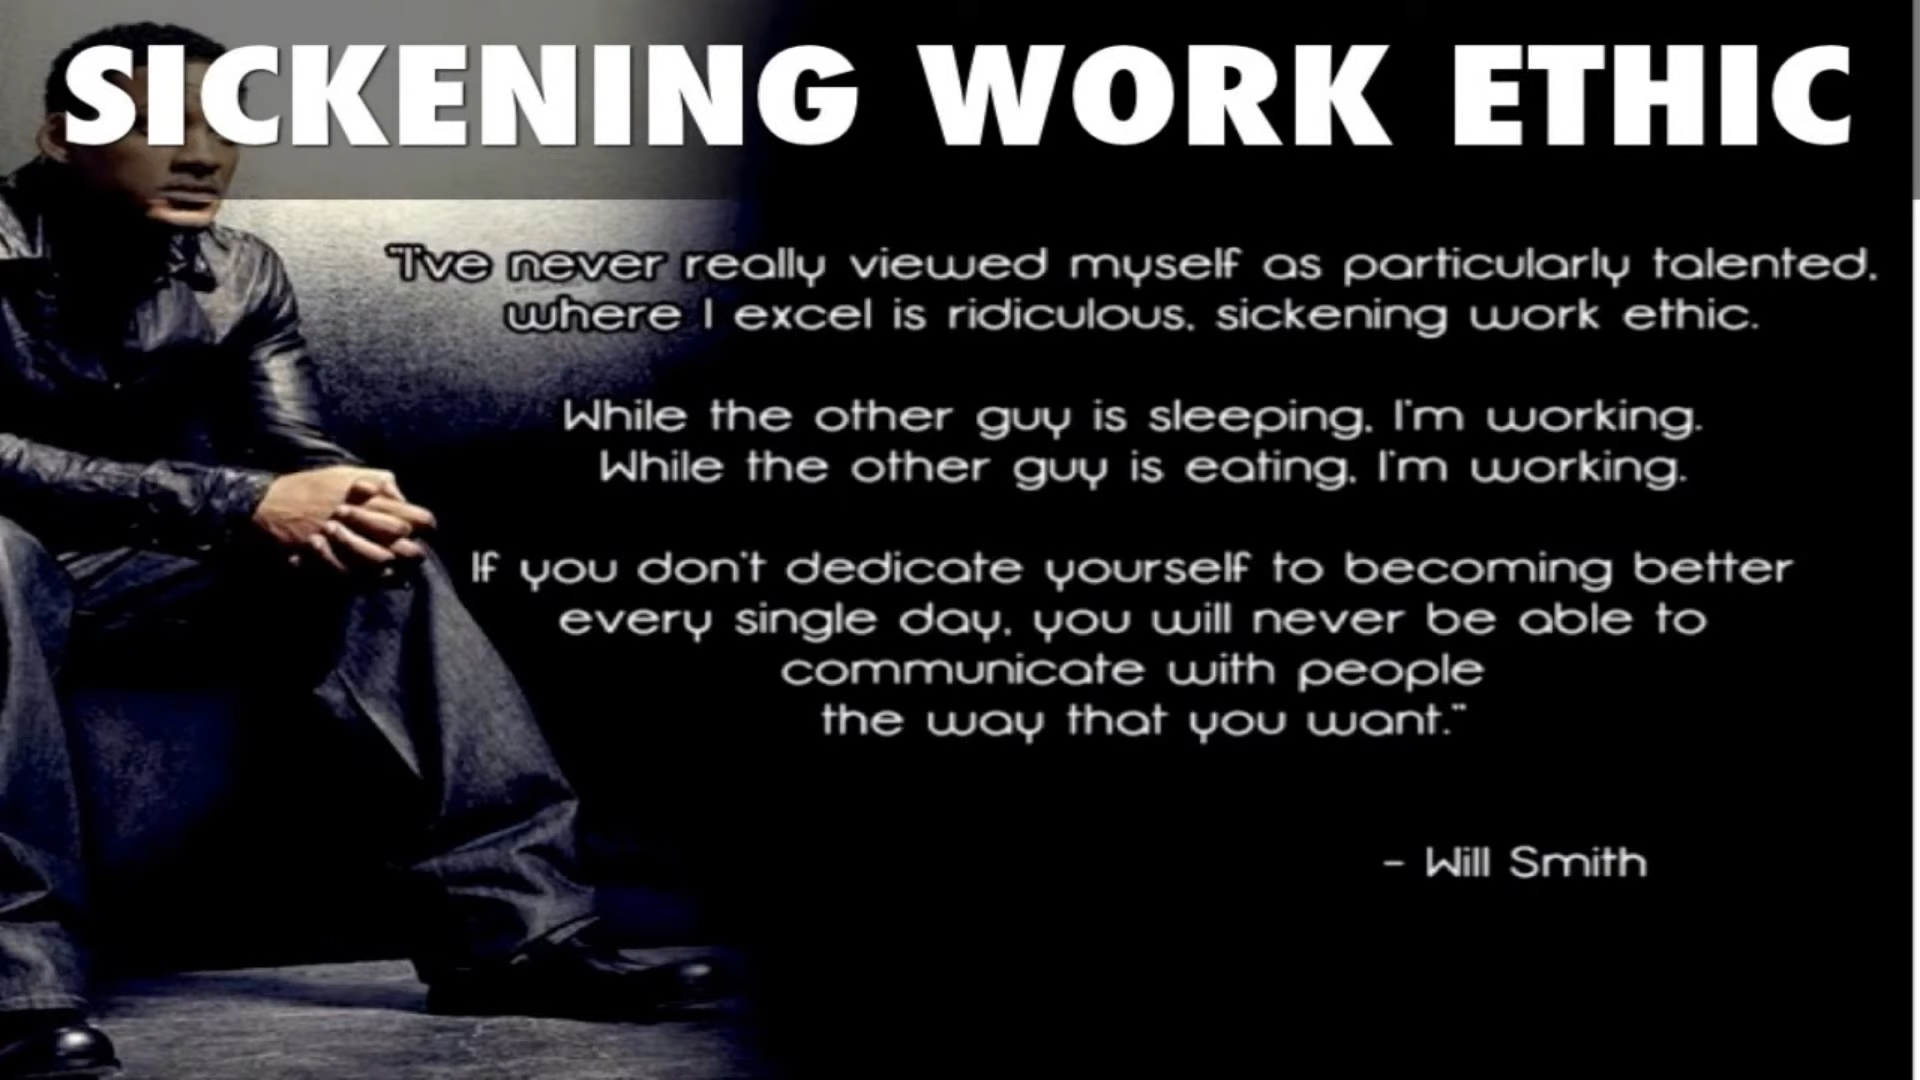 SICKENING WORK ETHIC
"I've never really viewed myself as particularly talented,
where I excel is ridiculous, sickening work ethic.
While the other guy is sleeping, I'm working.
While the other guy is eating, I'm working.
If you don't dedicate yourself to becoming better
every single day, you will never be able to
communicate with people
the way that you want."
- Will Smith